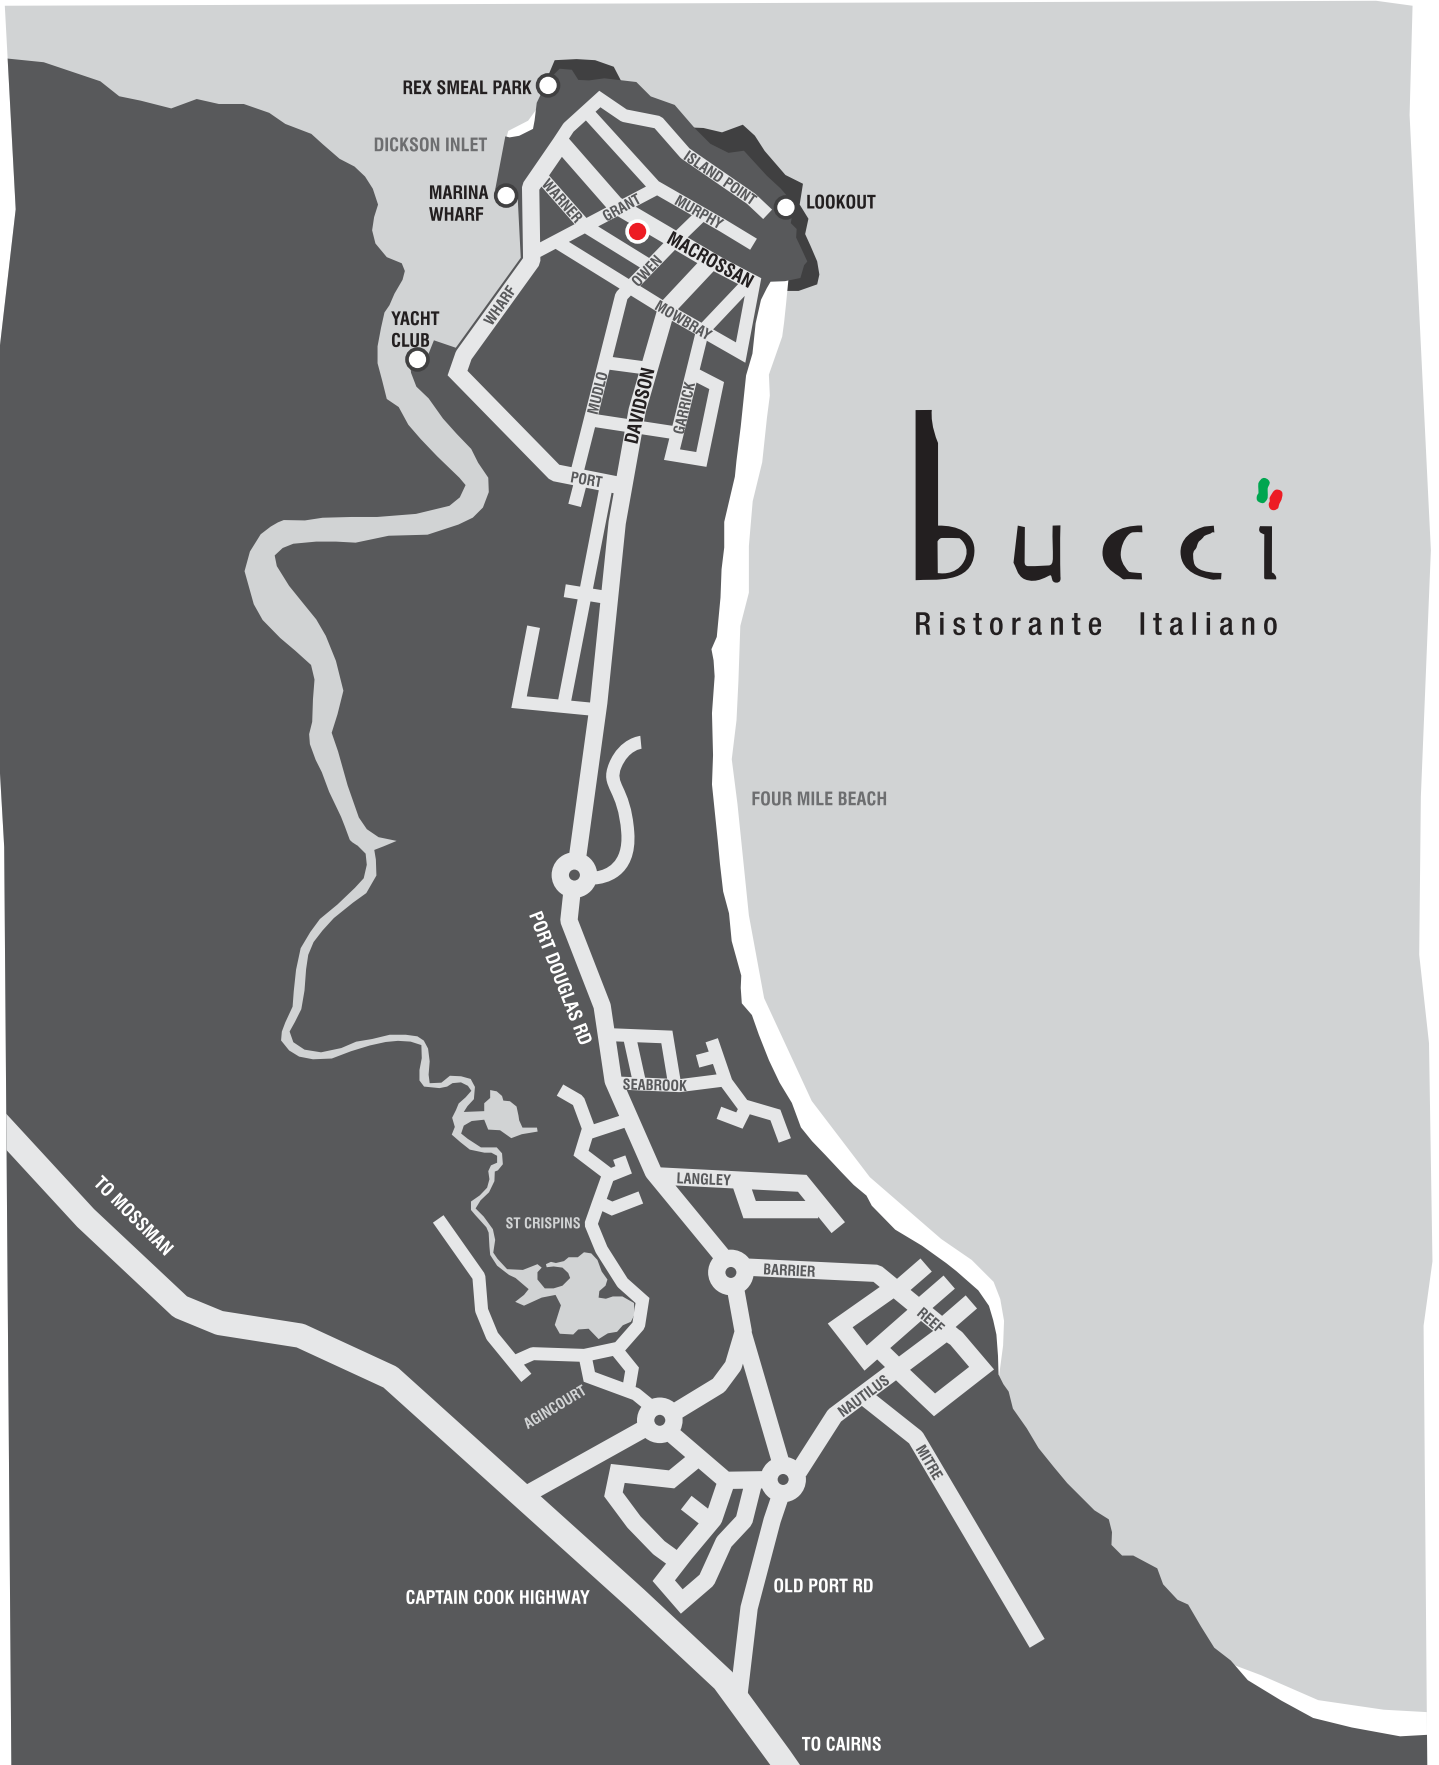 REX SMEAL PARK
DICKSON INLET
MARINA
WHARF
LOOKOUT
ISLAND POINT
WARNER
GRANT
MURPHY
MACROSSAN
OWEN
WHARF
MOWBRAY
YACHT
CLUB
MUDLO
DAVIDSON
GARRICK
PORT
bucci
Ristorante Italiano
FOUR MILE BEACH
PORT DOUGLAS RD
SEABROOK
LANGLEY
TO MOSSMAN
ST CRISPINS
BARRIER
REEF
NAUTILUS
AGINCOURT
MITRE
CAPTAIN COOK HIGHWAY
OLD PORT RD
TO CAIRNS